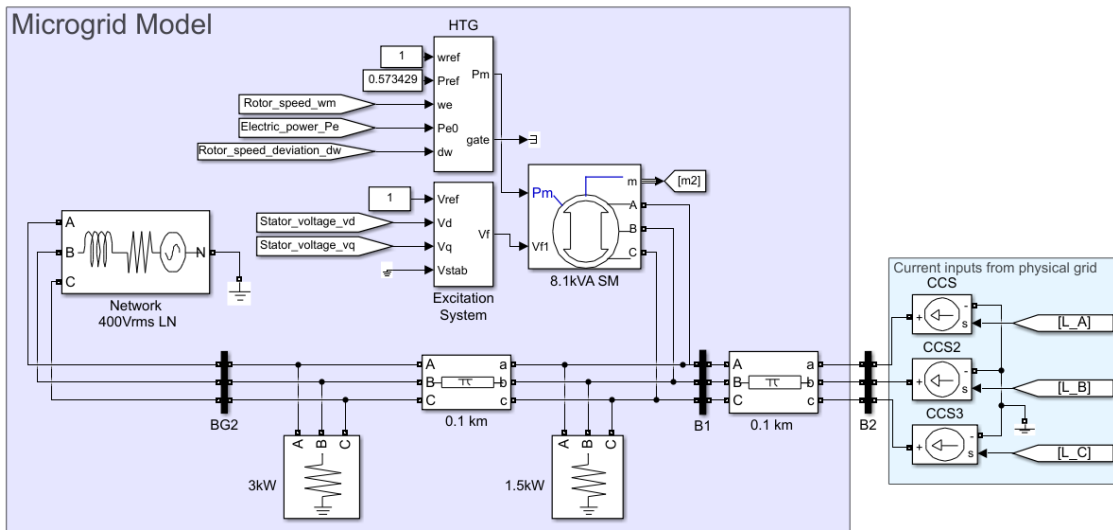 Microgrid Model
HTG
1
wref
0.573429
Pref
Pm
Rotor_speed_wm
we
Electric_power_Pe
Pe0
gate
Rotor_speed_deviation_dw
dw
1
Vref
Stator_voltage_vd
Vd
Stator_voltage_vq
Vq
Vf
Vstab
Excitation
System
Pm
m
[m2]
A
B
C
Vf1
8.1kVA SM
A
B
C
N
Network
400Vrms LN
Current inputs from physical grid
CCS
+
-
s
[L_A]
CCS2
+
-
s
[L_B]
CCS3
+
-
s
[L_C]
BG2
A
B
C
π
a
b
c
0.1 km
B1
A
B
C
π
a
b
c
0.1 km
B2
A B C
3kW
A B C
1.5kW